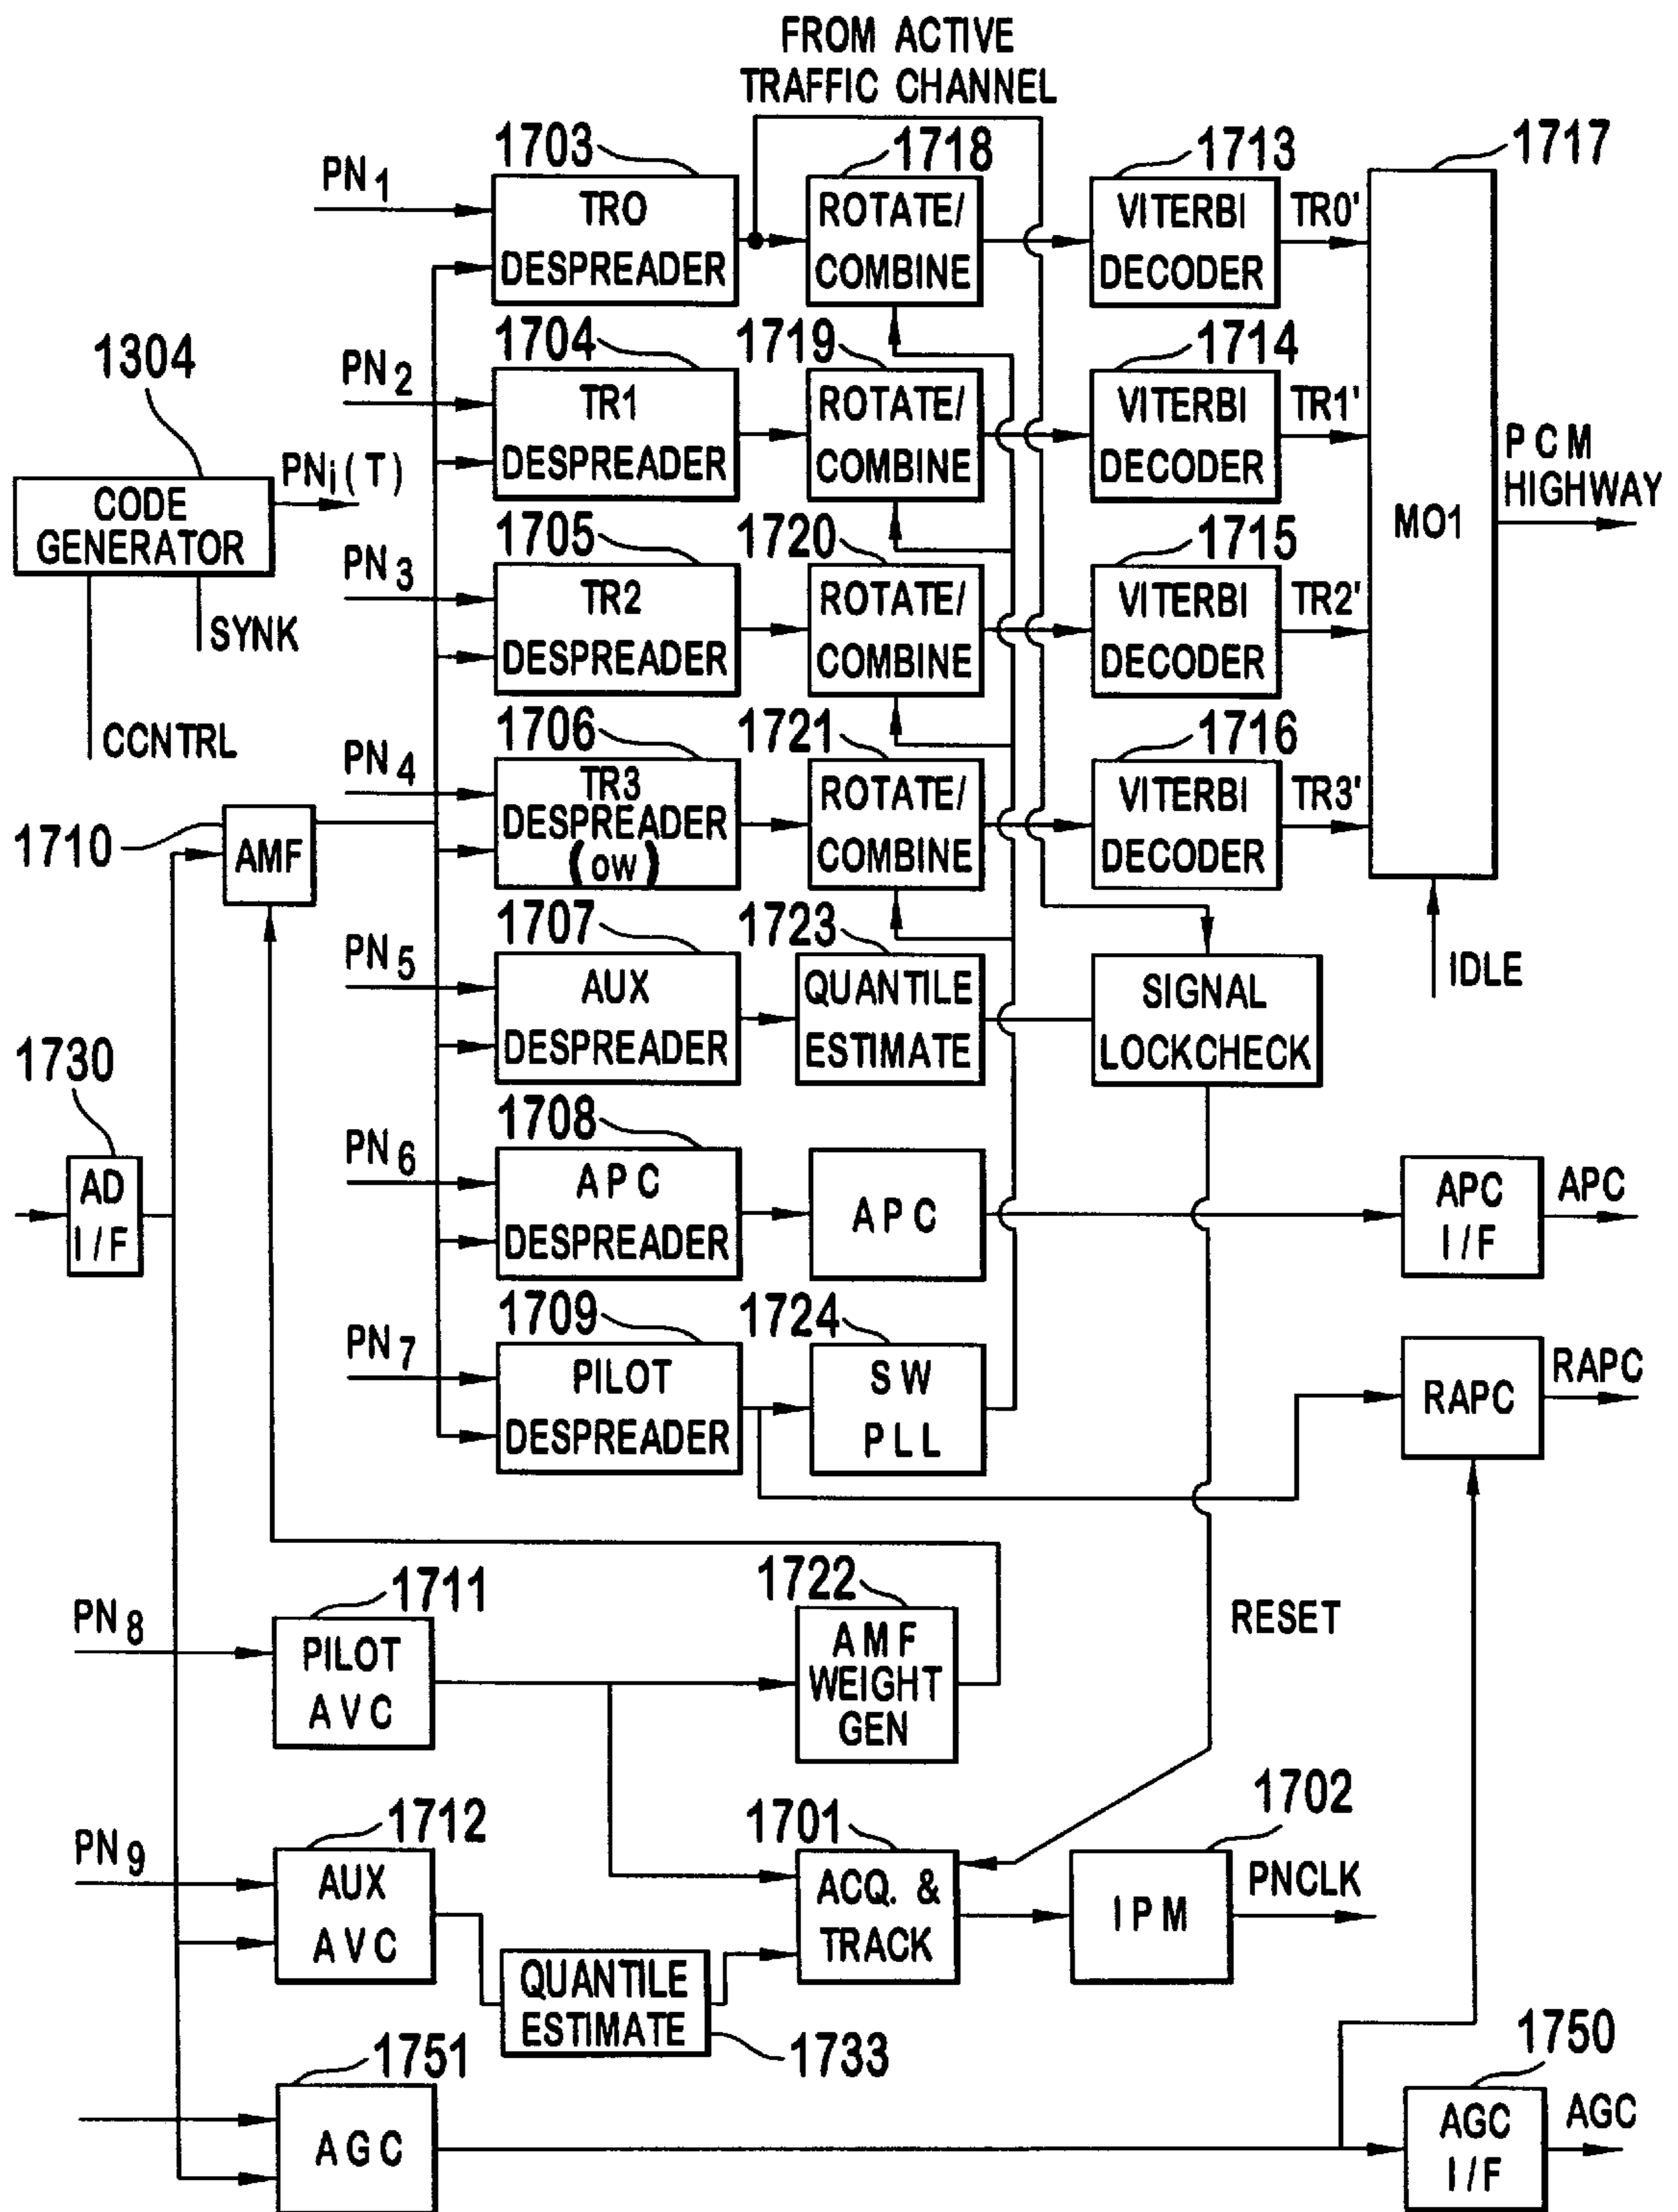 FROM ACTIVE
TRAFFIC CHANNEL
1703
1718
1713
1717
PN1
TRO
DESPREADER
ROTATE/
COMBINE
VITERBI
DECODER
TR0'
1304
1704
1719
1714
PN2
TR1
DESPREADER
ROTATE/
COMBINE
VITERBI
DECODER
TR1'
PCM
HIGHWAY
MO1
CODE
GENERATOR
PNi(T)
SYNK
CCNTRL
1705
1720
1715
PN3
TR2
DESPREADER
ROTATE/
COMBINE
VITERBI
DECODER
TR2'
1706
1721
1716
PN4
TR3
DESPREADER
(OW)
ROTATE/
COMBINE
VITERBI
DECODER
TR3'
1710
AMF
IDLE
1707
1723
PN5
AUX
DESPREADER
QUANTILE
ESTIMATE
SIGNAL
LOCKCHECK
1730
AD
I/F
1708
PN6
APC
DESPREADER
APC
APC
I/F
APC
1709
1724
PN7
PILOT
DESPREADER
SW
PLL
RAPC
RAPC
1711
1722
PN8
PILOT
AVC
AMF
WEIGHT
GEN
RESET
1712
1701
1702
PN9
AUX
AVC
QUANTILE
ESTIMATE
1733
ACQ. &
TRACK
IPM
PNCLK
1751
AGC
1750
AGC
I/F
AGC